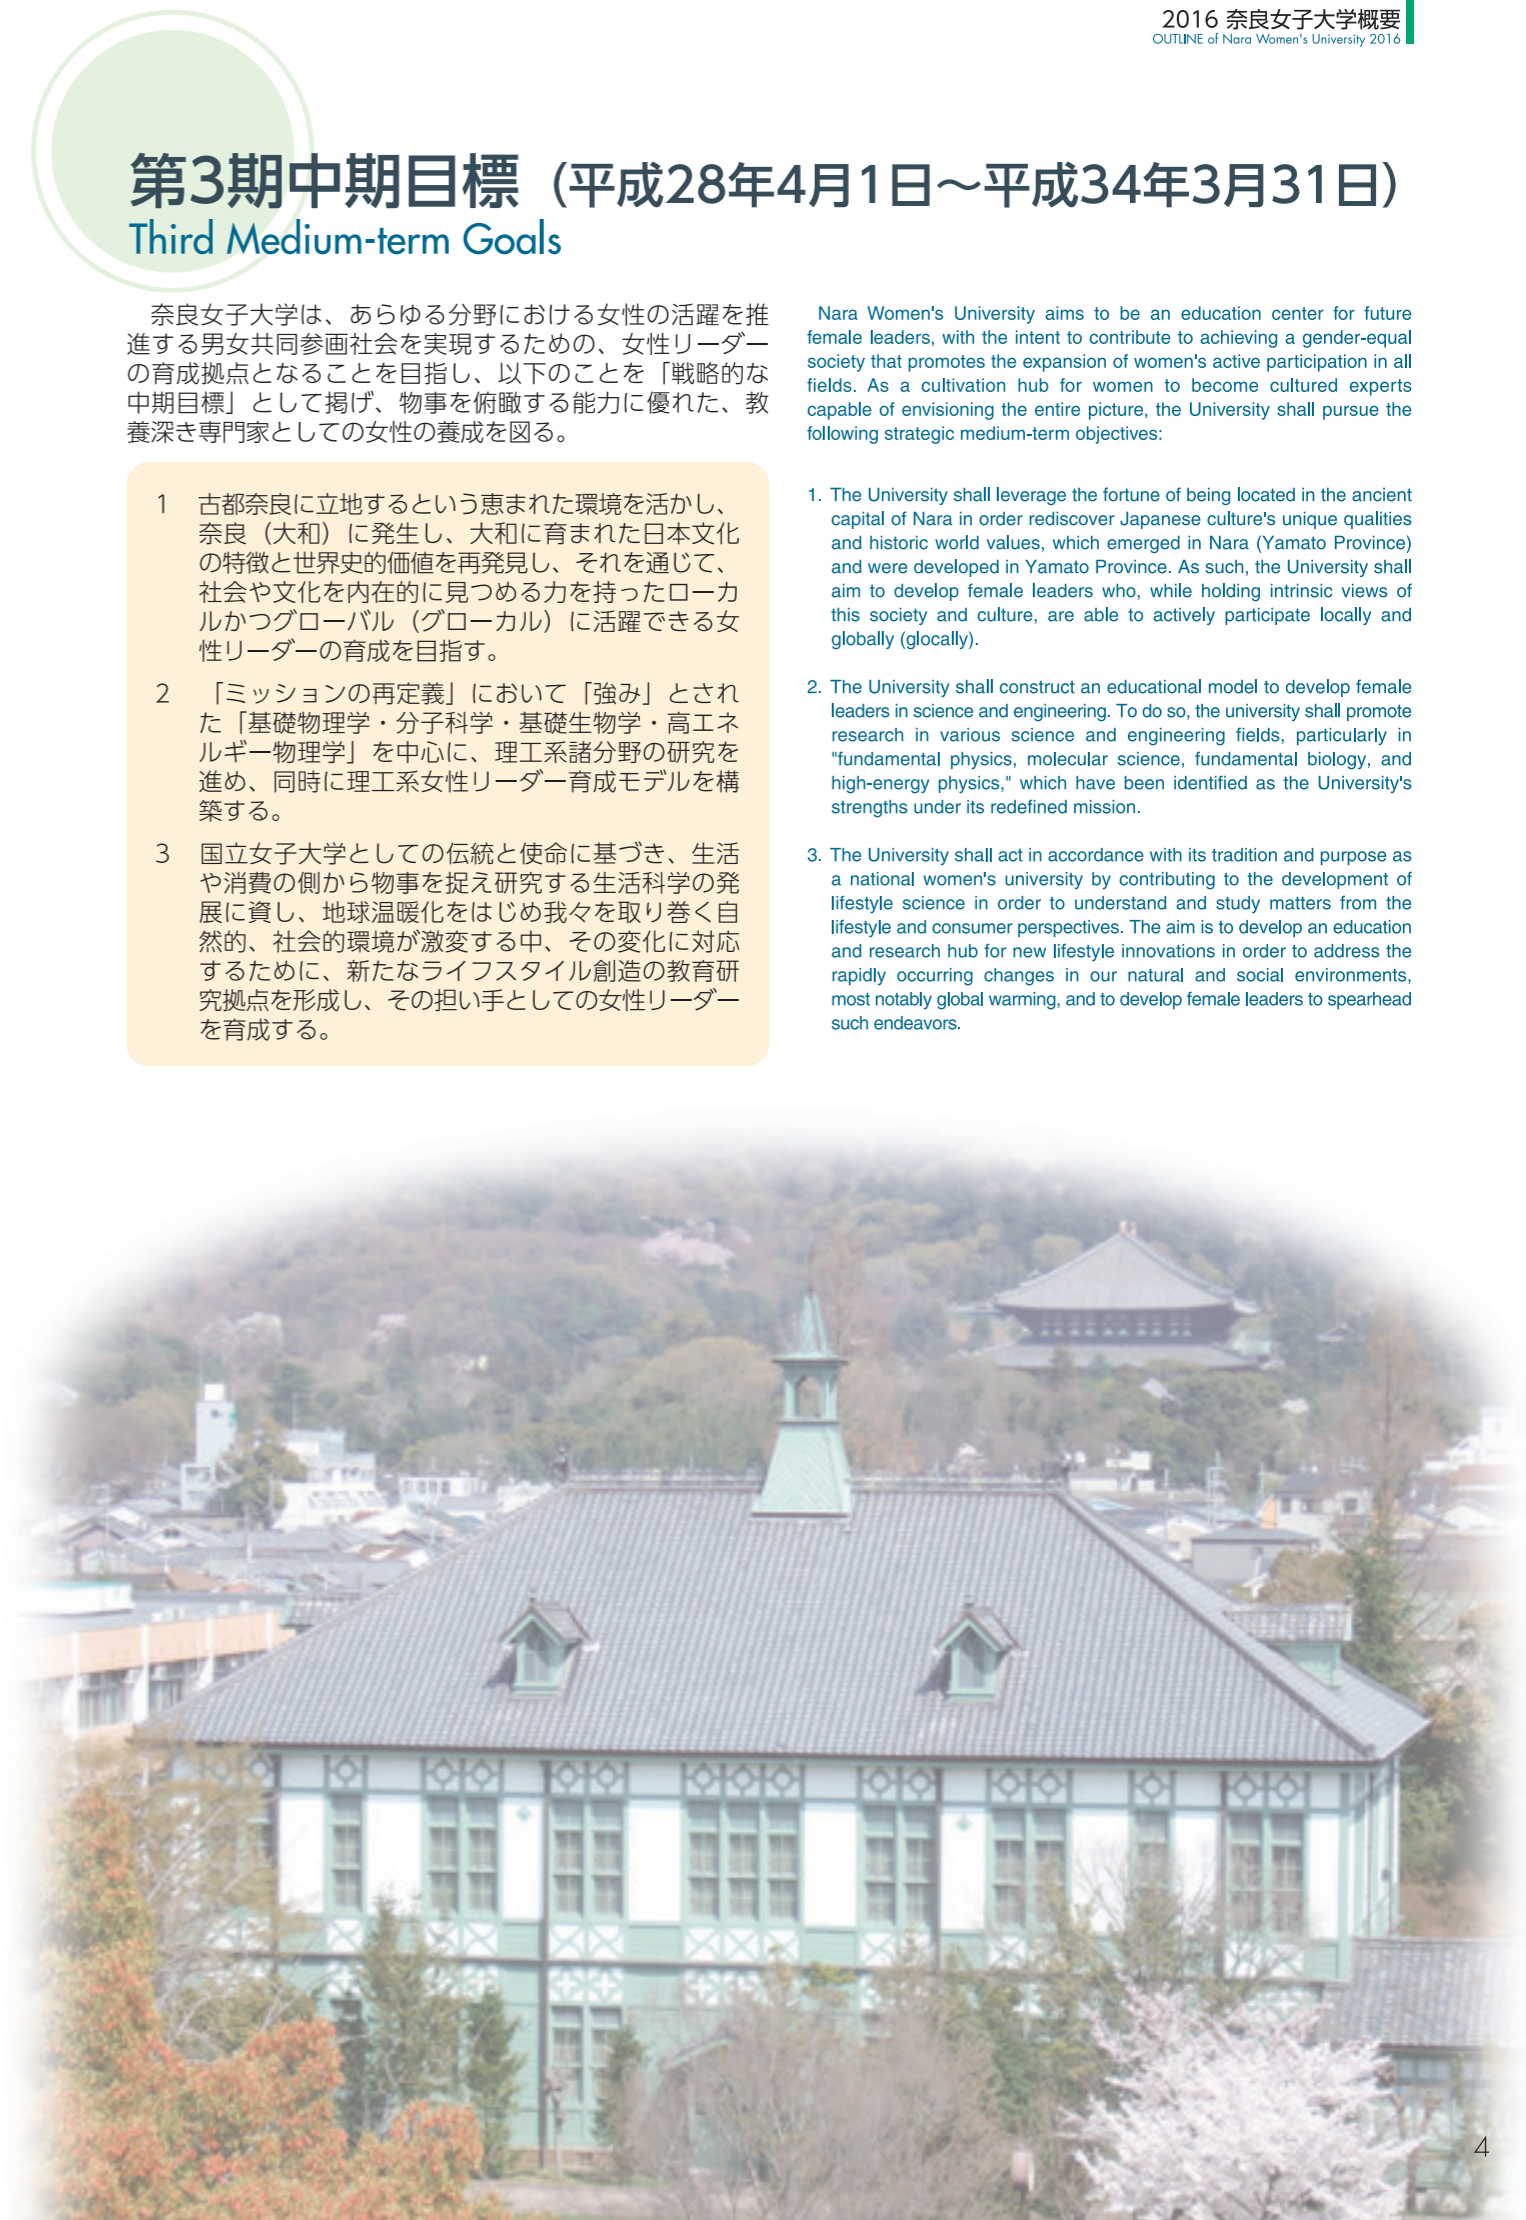 2016 奈良女子大学概要
OUTLINE of Nara Women's University 2016
第3期中期目標（平成28年4月1日～平成34年3月31日）
Third Medium-term Goals
奈良女子大学は、あらゆる分野における女性の活躍を推
進する男女共同参画社会を実現するための、女性リーダー
の育成拠点となることを目指し、以下のことを「戦略的な
中期目標」として掲げ、物事を俯瞰する能力に優れた、教
養深き専門家としての女性の養成を図る。
1 古都奈良に立地するという恵まれた環境を活かし、
奈良（大和）に発生し、大和に育まれた日本文化
の特徴と世界史的価値を再発見し、それを通じて、
社会や文化を内在的に見つめる力を持ったローカ
ルかつグローバル（グローカル）に活躍できる女
性リーダーの育成を目指す。
2 「ミッションの再定義」において「強み」とされ
た「基礎物理学・分子科学・基礎生物学・高エネ
ルギー物理学」を中心に、理工系諸分野の研究を
進め、同時に理工系女性リーダー育成モデルを構
築する。
3 国立女子大学としての伝統と使命に基づき、生活
や消費の側から物事を捉え研究する生活科学の発
展に資し、地球温暖化をはじめ我々を取り巻く自
然的、社会的環境が激変する中、その変化に対応
するために、新たなライフスタイル創造の教育研
究拠点を形成し、その担い手としての女性リーダー
を育成する。
Nara Women's University aims to be an education center for future
female leaders, with the intent to contribute to achieving a gender-equal
society that promotes the expansion of women's active participation in all
fields. As a cultivation hub for women to become cultured experts
capable of envisioning the entire picture, the University shall pursue the
following strategic medium-term objectives:
1. The University shall leverage the fortune of being located in the ancient
capital of Nara in order rediscover Japanese culture's unique qualities
and historic world values, which emerged in Nara (Yamato Province)
and were developed in Yamato Province. As such, the University shall
aim to develop female leaders who, while holding intrinsic views of
this society and culture, are able to actively participate locally and
globally (glocally).
2. The University shall construct an educational model to develop female
leaders in science and engineering. To do so, the university shall promote
research in various science and engineering fields, particularly in
"fundamental physics, molecular science, fundamental biology, and
high-energy physics," which have been identified as the University's
strengths under its redefined mission.
3. The University shall act in accordance with its tradition and purpose as
a national women's university by contributing to the development of
lifestyle science in order to understand and study matters from the
lifestyle and consumer perspectives. The aim is to develop an education
and research hub for new lifestyle innovations in order to address the
rapidly occurring changes in our natural and social environments,
most notably global warming, and to develop female leaders to spearhead
such endeavors.
4